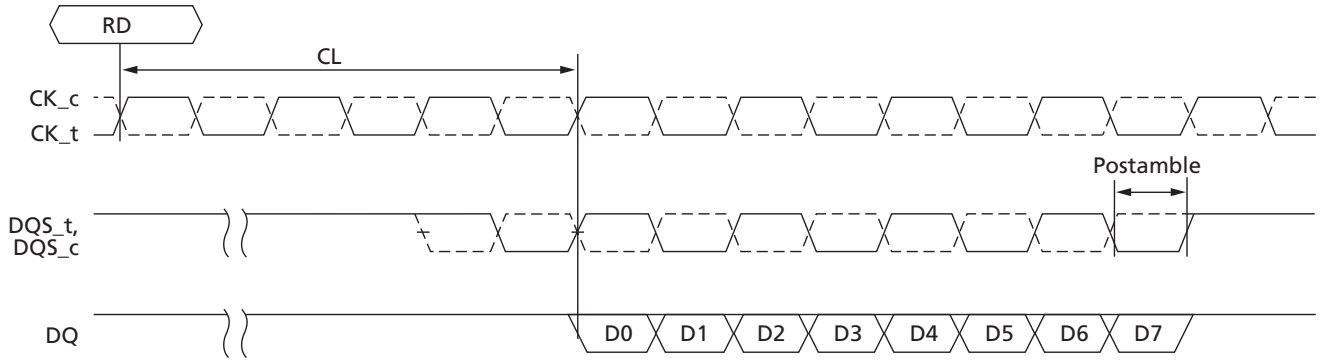 RD
CL
CK_c
CK_t
Postamble
DQS_t,
DQS_c
DQ
D0 D1 D2 D3 D4 D5 D6 D7